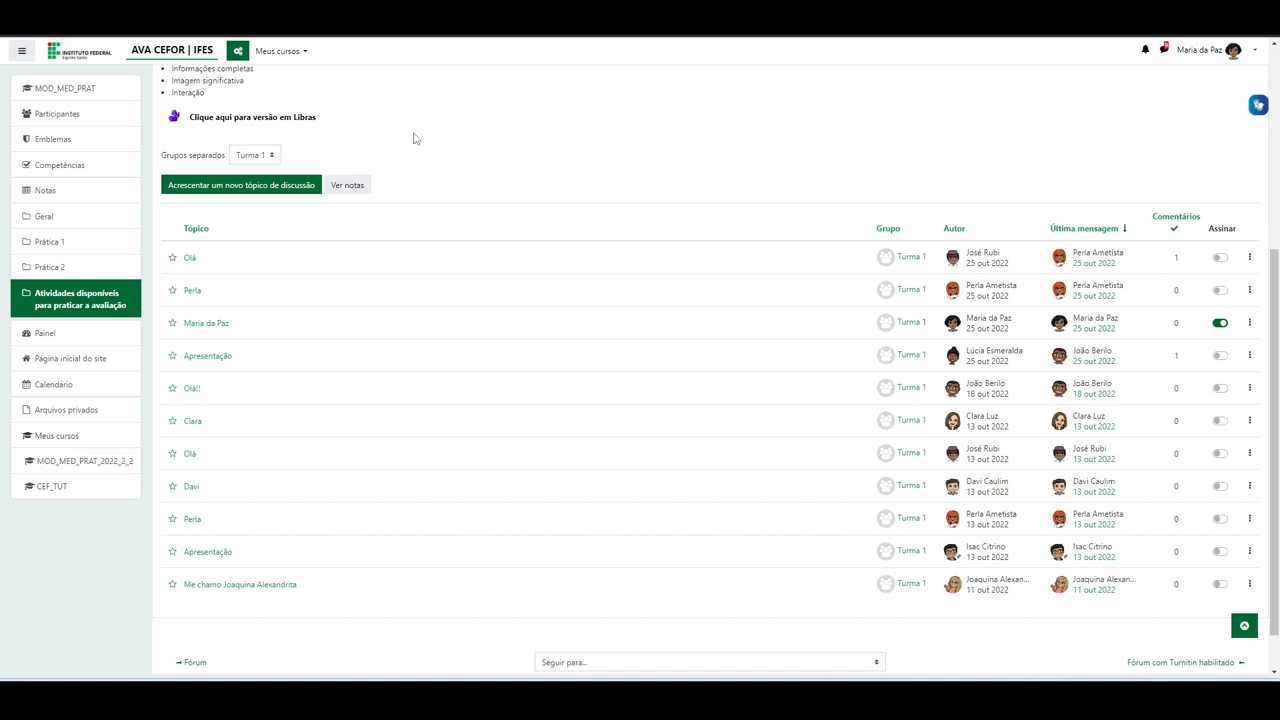 INSTITUTO FEDERAL
Espírito Santo
AVA CEFOR | IFES
Meus cursos
Maria da Paz
MOD_MED_PRAT
Participantes
Emblemas
Competências
Notas
Geral
Prática 1
Prática 2
Atividades disponíveis
para praticar a avaliação
Painel
Página inicial do site
Calendário
Arquivos privados
Meus cursos
MOD_MED_PRAT_2022_2_2
CEF_TUT
Informações completas
Imagem significativa
Interação
Clique aqui para versão em Libras
Grupos separados Turma 1
Acrescentar um novo tópico de discussão Ver notas
Tópico Grupo Autor Última mensagem Comentários Assinar
Olá Turma 1 José Rubi Perla Ametista 1
25 out 2022 25 out 2022
Perla Turma 1 Perla Ametista Perla Ametista 0
25 out 2022 25 out 2022
Maria da Paz Turma 1 Maria da Paz Maria da Paz 0
25 out 2022 25 out 2022
Apresentação Turma 1 Lúcia Esmeralda João Berilo 1
25 out 2022 25 out 2022
Olá!! Turma 1 João Berilo João Berilo 0
18 out 2022 18 out 2022
Clara Turma 1 Clara Luz Clara Luz 0
13 out 2022 13 out 2022
Olá Turma 1 José Rubi José Rubi 0
13 out 2022 13 out 2022
Davi Turma 1 Davi Caulim Davi Caulim 0
13 out 2022 13 out 2022
Perla Turma 1 Perla Ametista Perla Ametista 0
13 out 2022 13 out 2022
Apresentação Turma 1 Isac Citrino Isac Citrino 0
13 out 2022 13 out 2022
Me chamo Joaquina Alexandrita Turma 1 Joaquina Alexan... Joaquina Alexan... 0
11 out 2022 11 out 2022
◄ Fórum Seguir para... Fórum com Turnitin habilitado ►